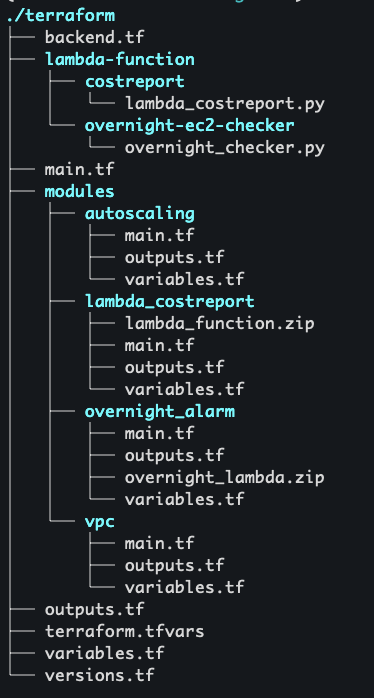 ./terraform
├── backend.tf
├── lambda-function
│   ├── costreport
│   │   └── lambda_costreport.py
│   └── overnight-ec2-checker
│       └── overnight_checker.py
├── main.tf
├── modules
│   ├── autoscaling
│   │   ├── main.tf
│   │   ├── outputs.tf
│   │   └── variables.tf
│   ├── lambda_costreport
│   │   ├── lambda_function.zip
│   │   ├── main.tf
│   │   ├── outputs.tf
│   │   └── variables.tf
│   ├── overnight_alarm
│   │   ├── main.tf
│   │   ├── outputs.tf
│   │   ├── overnight_lambda.zip
│   │   └── variables.tf
│   └── vpc
│       ├── main.tf
│       ├── outputs.tf
│       └── variables.tf
├── outputs.tf
├── terraform.tfvars
├── variables.tf
└── versions.tf